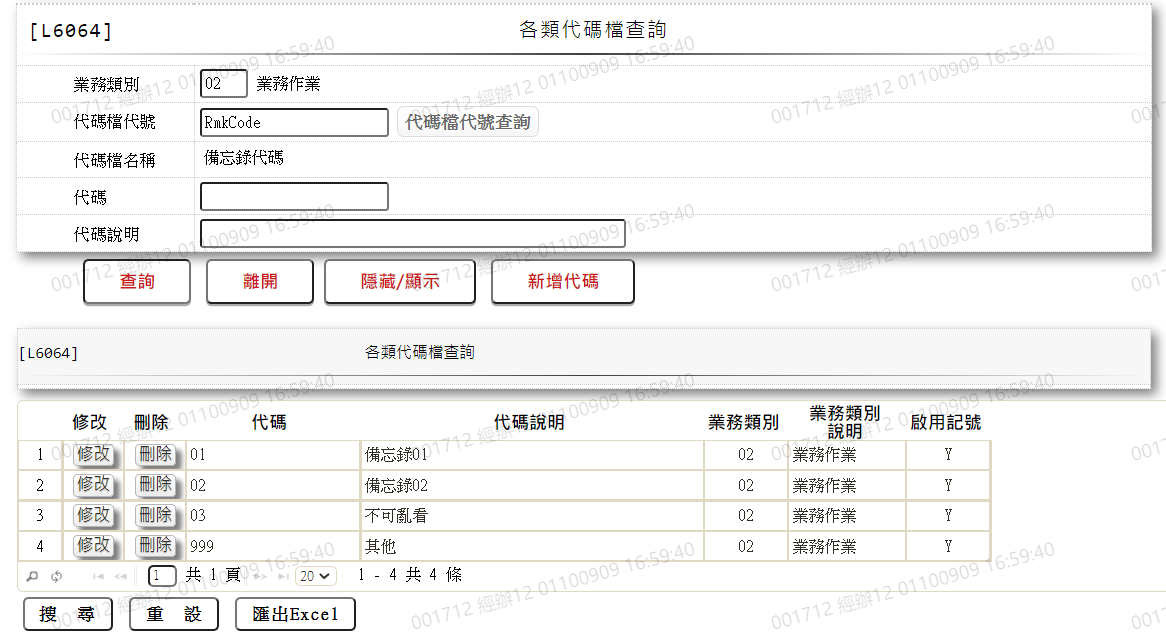 [L6064] 各類代碼檔查詢
業務類別 02 業務作業
代碼檔代號 RmkCode 代碼檔代號查詢
代碼檔名稱 備忘錄代碼
代碼
代碼說明
查詢 離開 隱藏/顯示 新增代碼
[L6064] 各類代碼檔查詢
修改 刪除 代碼 代碼說明 業務類別 業務類別說明 啟用記號
1 修改 刪除 01 備忘錄01 02 業務作業 Y
2 修改 刪除 02 備忘錄02 02 業務作業 Y
3 修改 刪除 03 不可亂看 02 業務作業 Y
4 修改 刪除 999 其他 02 業務作業 Y
1 共 1 頁 20 1 - 4 共 4 條
搜 尋 重 設 匯出Excel
001712 經辦12 01100909 16:59:40